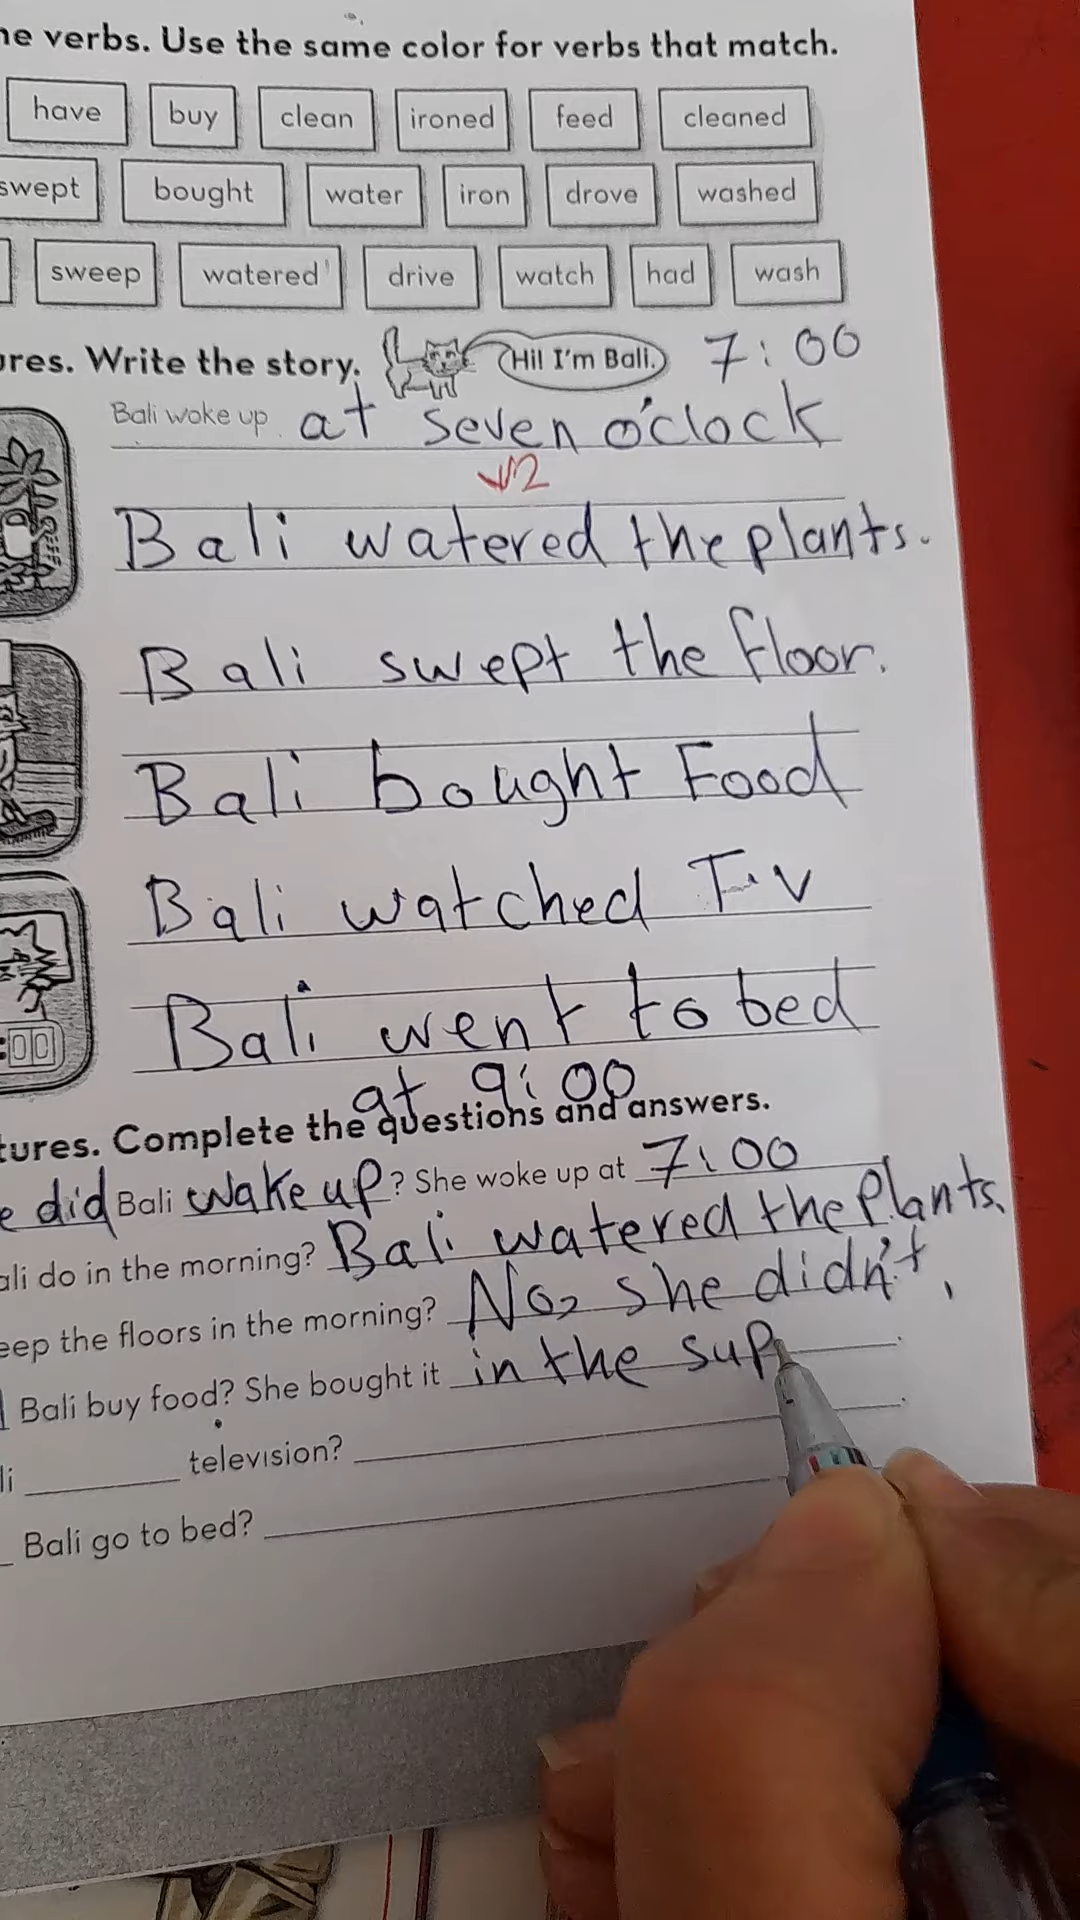 he verbs. Use the same color for verbs that match.
have buy clean ironed feed cleaned
swept bought water iron drove washed
sweep watered drive watch had wash
ures. Write the story. Hi! I'm Bali. 7:00
Bali woke up at seven o'clock
√2
Bali watered the plants.
Bali swept the floor.
Bali bought Food
Bali watched T.v
Bali went to bed
at 9:00
tures. Complete the questions and answers.
e did Bali wake up? She woke up at 7:00
ali do in the morning? Bali watered the Plants.
eep the floors in the morning? No, she didn't.
Bali buy food? She bought it in the sup
li television?
Bali go to bed?
:00